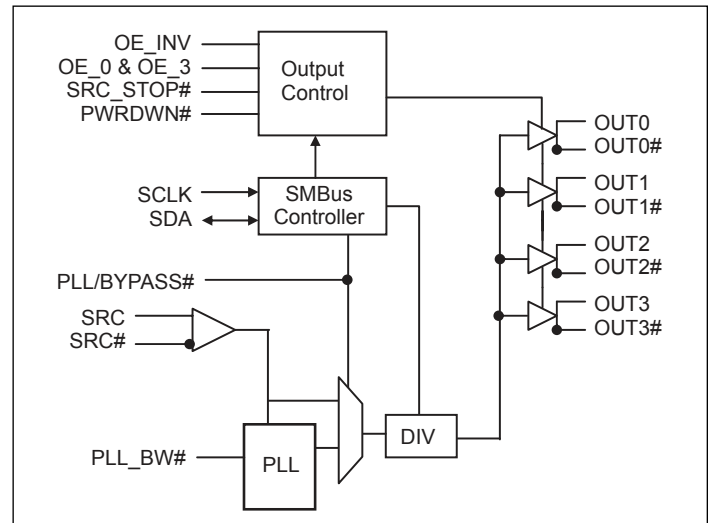 OE_INV
OE_0 & OE_3
SRC_STOP#
PWRDWN#
Output
Control
OUT0
OUT0#
OUT1
OUT1#
OUT2
OUT2#
OUT3
OUT3#
SCLK
SDA
SMBus
Controller
PLL/BYPASS#
SRC
SRC#
PLL_BW#
PLL
DIV